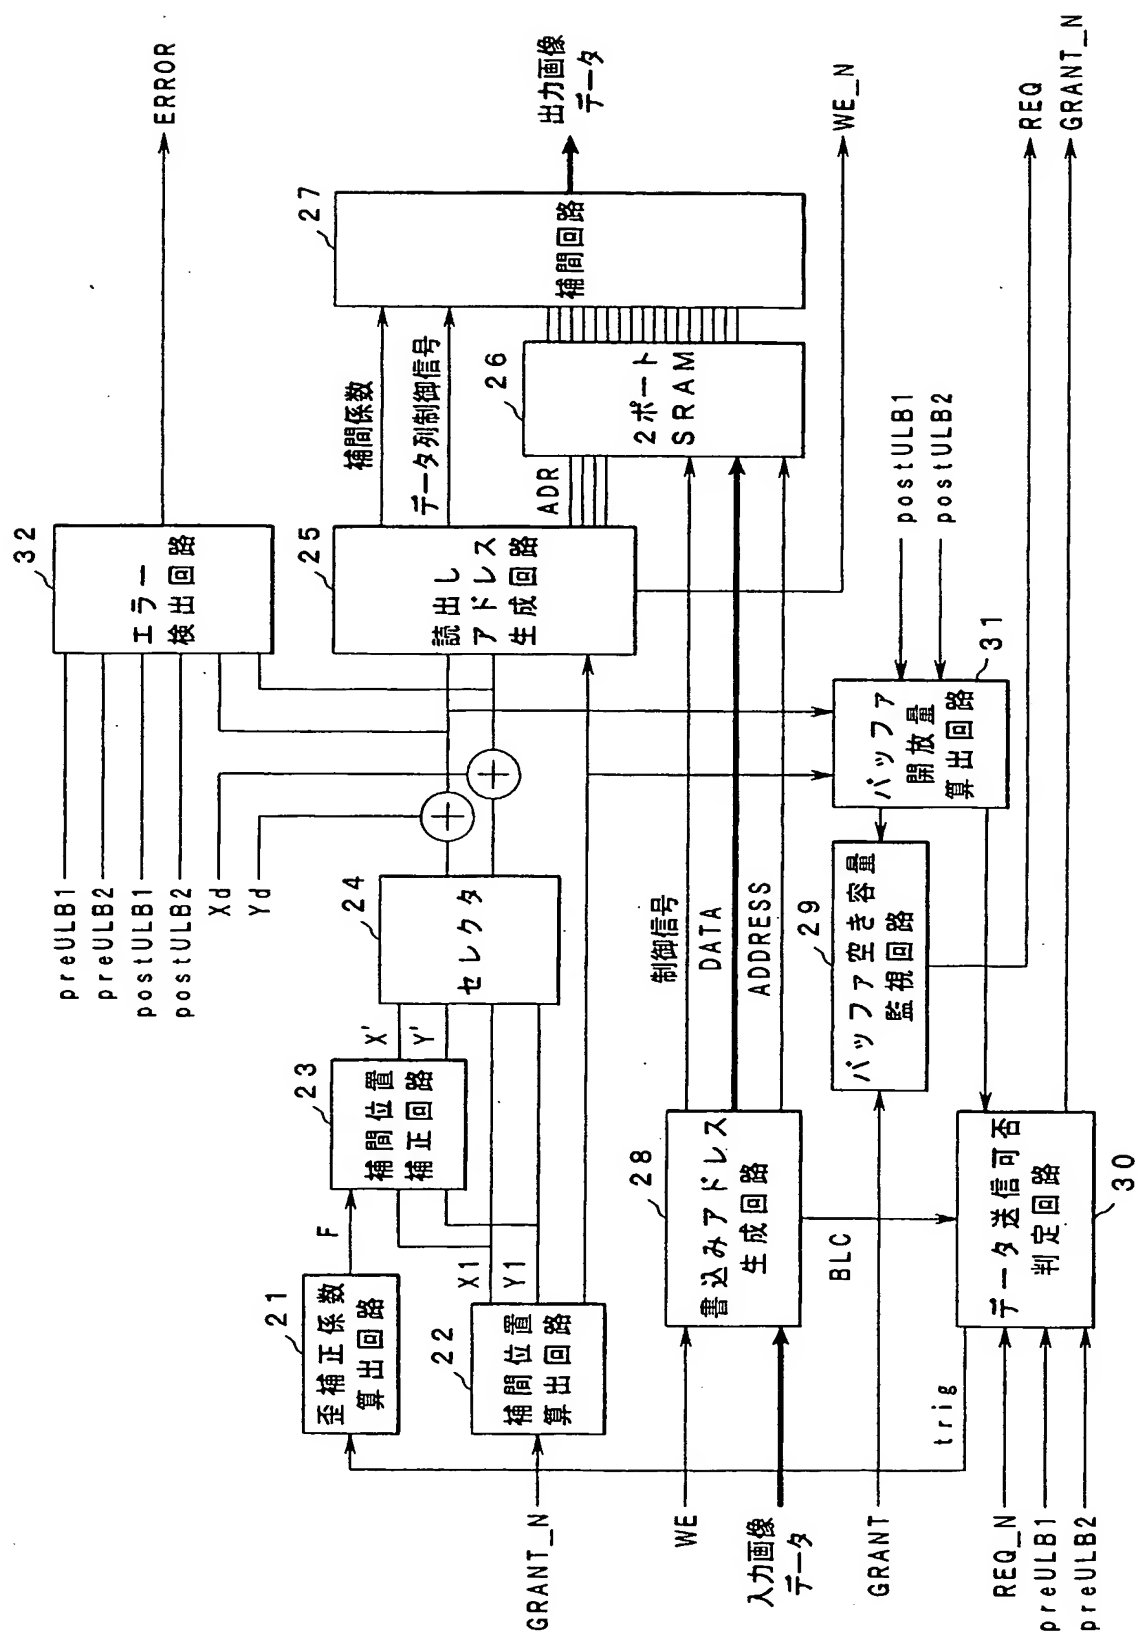 preULB1
preULB2
postULB1
postULB2
Xd
Yd
32
エラー
検出回路
ERROR
21
歪補正係数
算出回路
F
23
補間位置
補正回路
X'
Y'
24
セレクタ
25
読出し
アドレス
生成回路
補間係数
データ列制御信号
ADR
27
補間回路
出力画像
データ
GRANT_N
22
補間位置
算出回路
X1
Y1
26
2ポート
SRAM
WE_N
WE
入力画像
データ
28
書込みアドレス
生成回路
制御信号
DATA
ADDRESS
BLC
GRANT
29
バッファ空き容量
監視回路
31
バッファ
開放量
算出回路
postULB1
postULB2
REQ
GRANT_N
trig
REQ_N
preULB1
preULB2
データ送信可否
判定回路
30